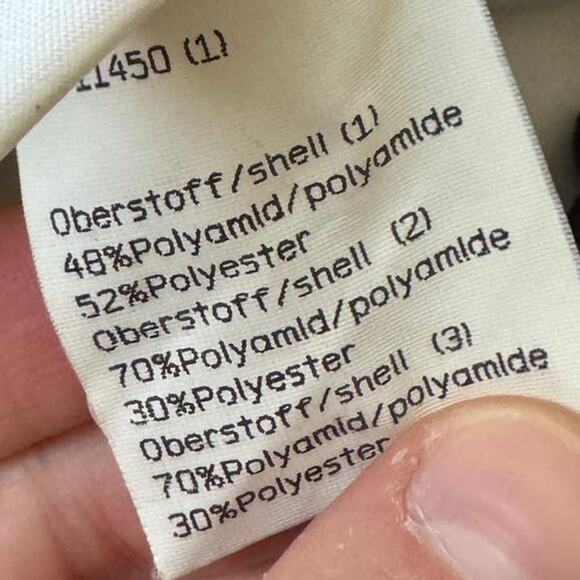 11450 (1)
Oberstoff/shell (1)
48%Polyamid/polyamide
52%Polyester
Oberstoff/shell (2)
70%Polyamid/polyamide
30%Polyester
Oberstoff/shell (3)
70%Polyamid/polyamide
30%Polyester